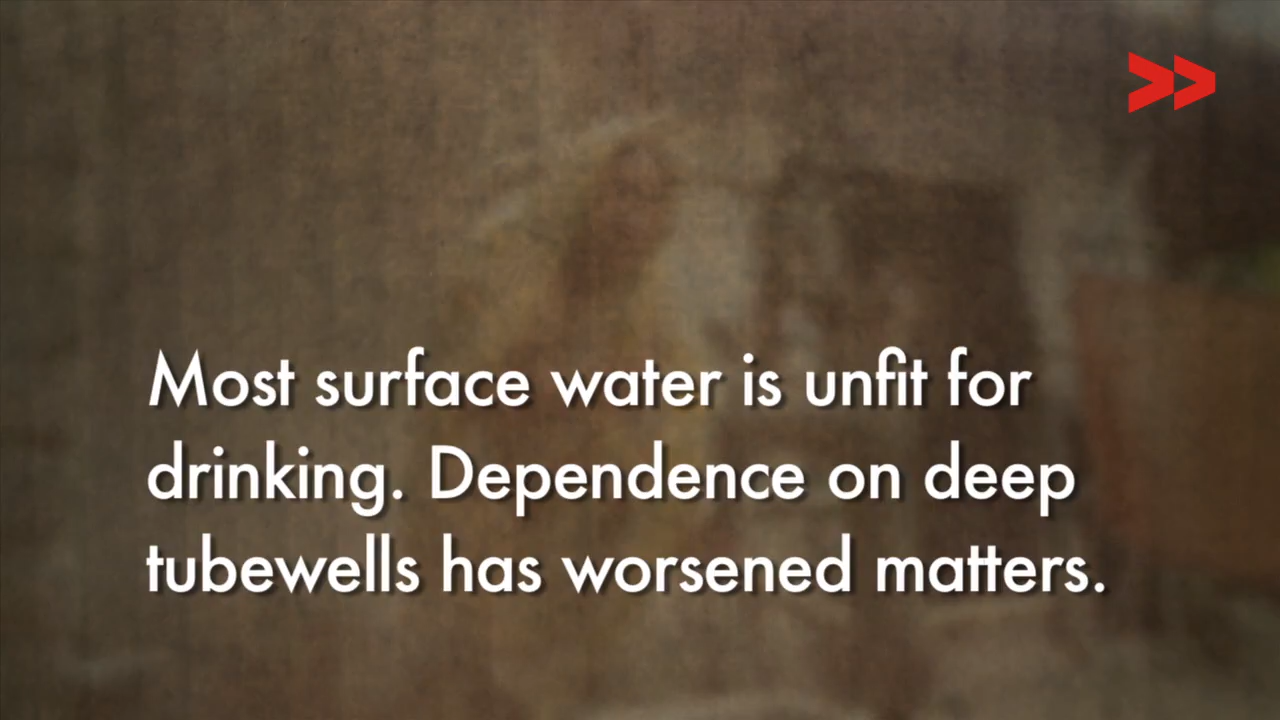 Most surface water is unfit for
drinking. Dependence on deep
tubewells has worsened matters.